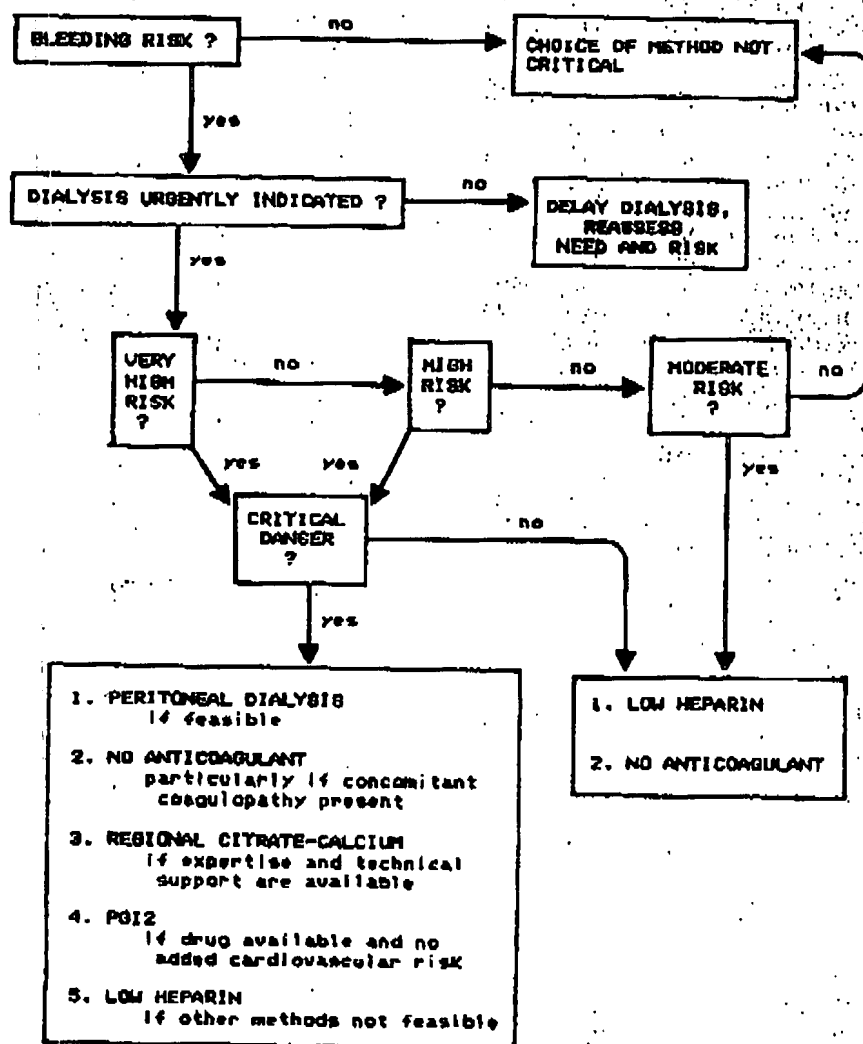 BLEEDING RISK ?
no
CHOICE OF METHOD NOT
CRITICAL
yes
DIALYSIS URGENTLY INDICATED ?
no
DELAY DIALYSIS,
REASSESS
NEED AND RISK
yes
VERY
HIGH
RISK
?
no
HIGH
RISK
?
no
MODERATE
RISK
?
no
yes
yes
yes
CRITICAL
DANGER
?
no
yes
1. PERITONEAL DIALYSIS
if feasible
2. NO ANTICOAGULANT
particularly if concomitant
coagulopathy present
3. REGIONAL CITRATE-CALCIUM
if expertise and technical
support are available
4. PGI2
if drug available and no
added cardiovascular risk
5. LOW HEPARIN
if other methods not feasible
1. LOW HEPARIN
2. NO ANTICOAGULANT